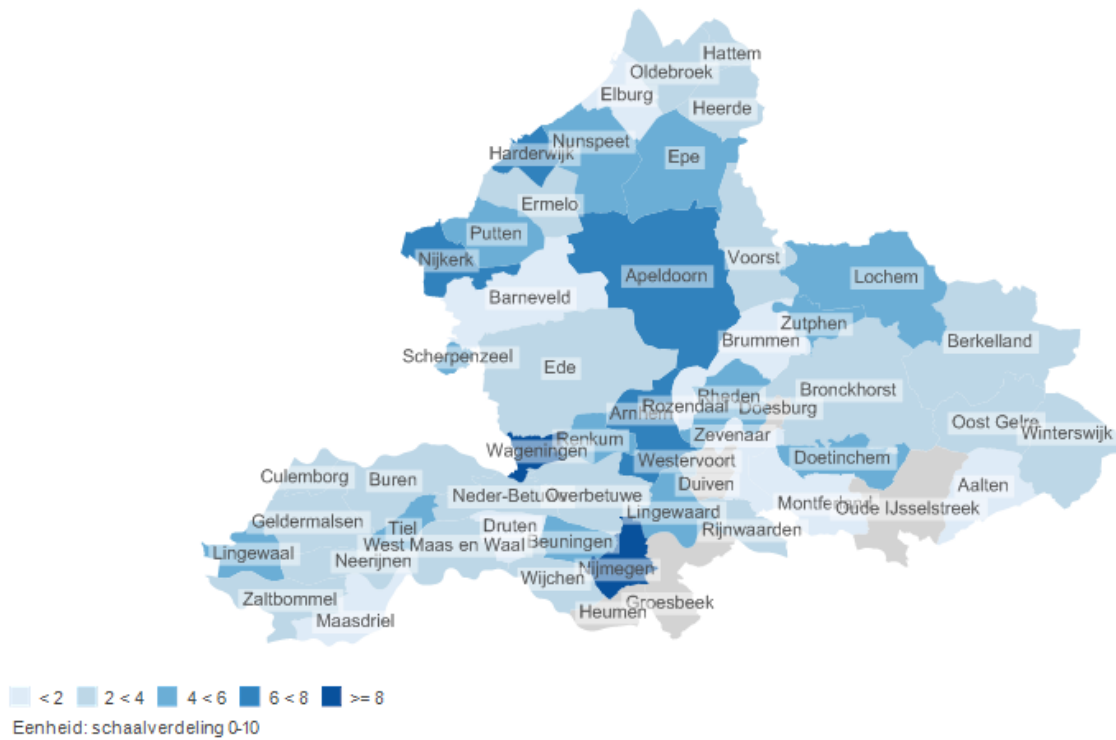 Hattem
Oldebroek
Elburg
Heerde
Nunspeet
Harderwijk
Epe
Ermelo
Putten
Nijkerk
Voorst
Apeldoorn
Lochem
Barneveld
Zutphen
Brummen
Berkelland
Scherpenzeel
Ede
Bronckhorst
Rheden
Rozendaal
Doesburg
Arnhem
Oost Gelre
Winterswijk
Zevenaar
Renkum
Wageningen
Westervoort
Doetinchem
Culemborg
Buren
Duiven
Aalten
Neder-Betuwe
Overbetuwe
Montferland
Oude IJsselstreek
Lingewaard
Geldermalsen
Tiel
Druten
Rijnwaarden
Lingewaal
West Maas en Waal
Beuningen
Neerijnen
Nijmegen
Wijchen
Zaltbommel
Groesbeek
Heumen
Maasdriel
< 2 2 < 4 4 < 6 6 < 8 >= 8
Eenheid: schaalverdeling 0-10